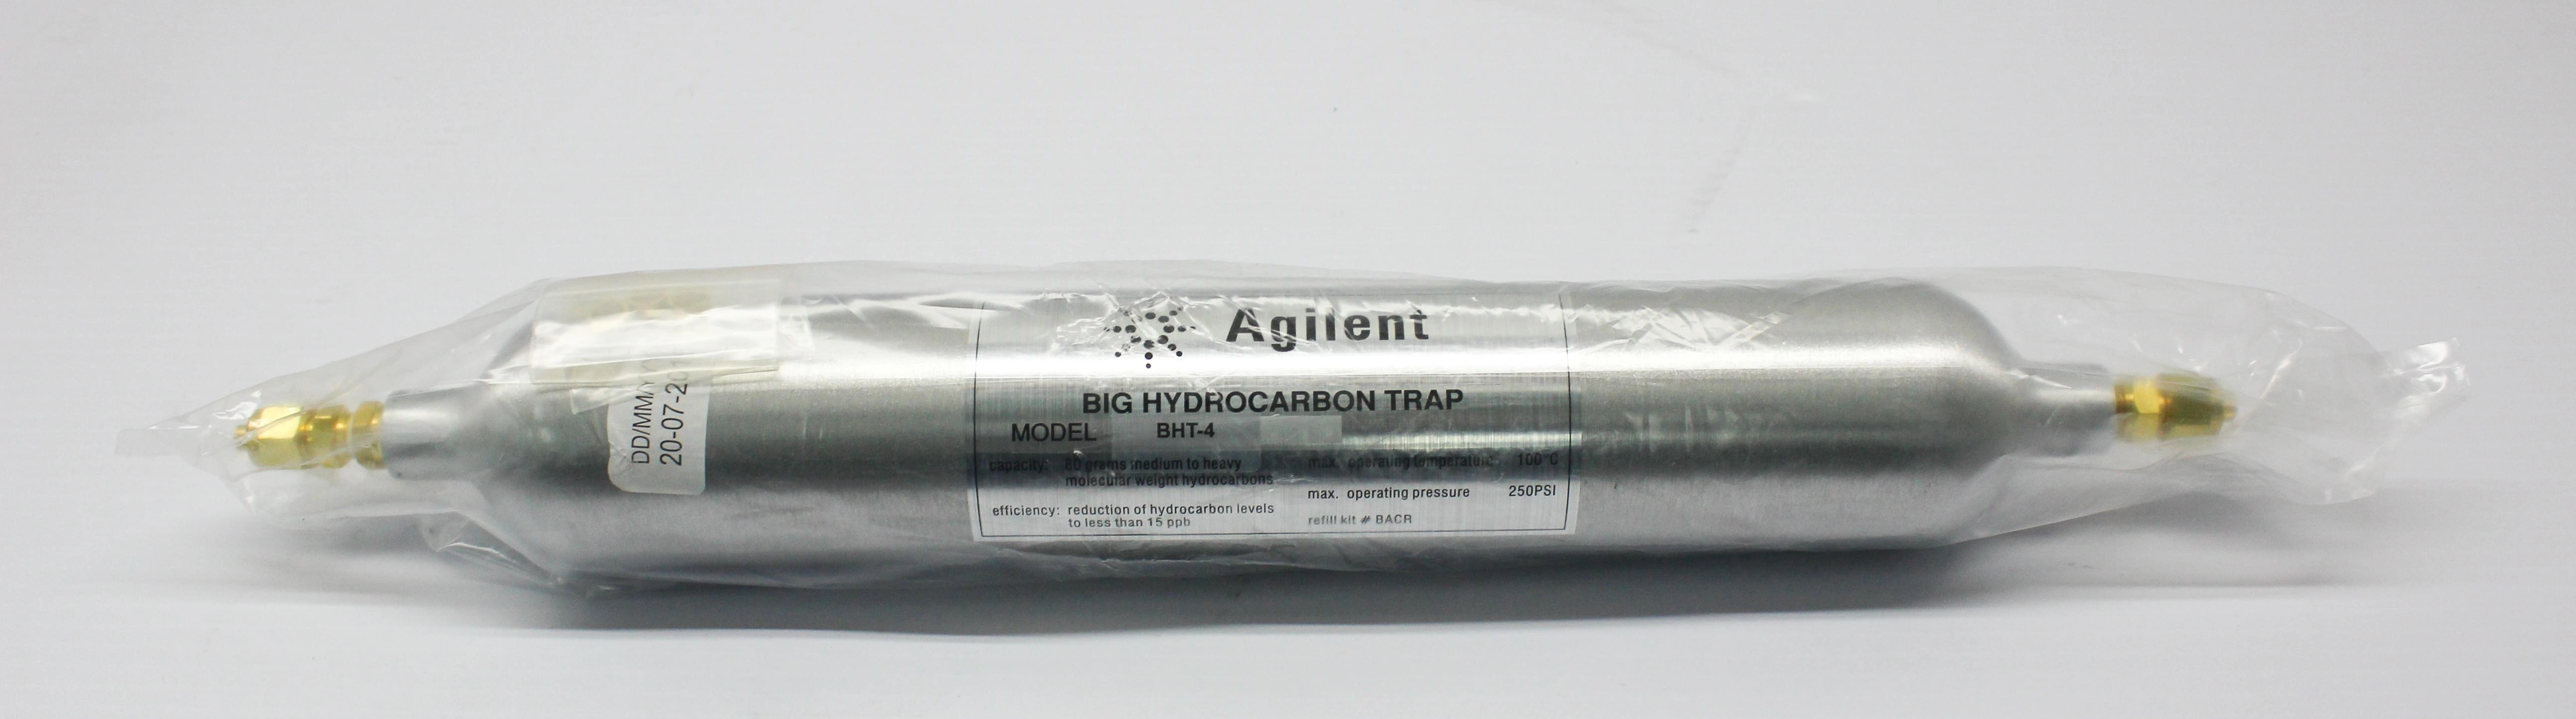 Agilent
BIG HYDROCARBON TRAP
MODEL BHT-4
capacity: 80 grams medium to heavy
molecular weight hydrocarbons
efficiency: reduction of hydrocarbon levels
to less than 15 ppb
max. operating temperature 100°C
max. operating pressure 250PSI
refill kit # BACR
DD/MM/
20-07-20